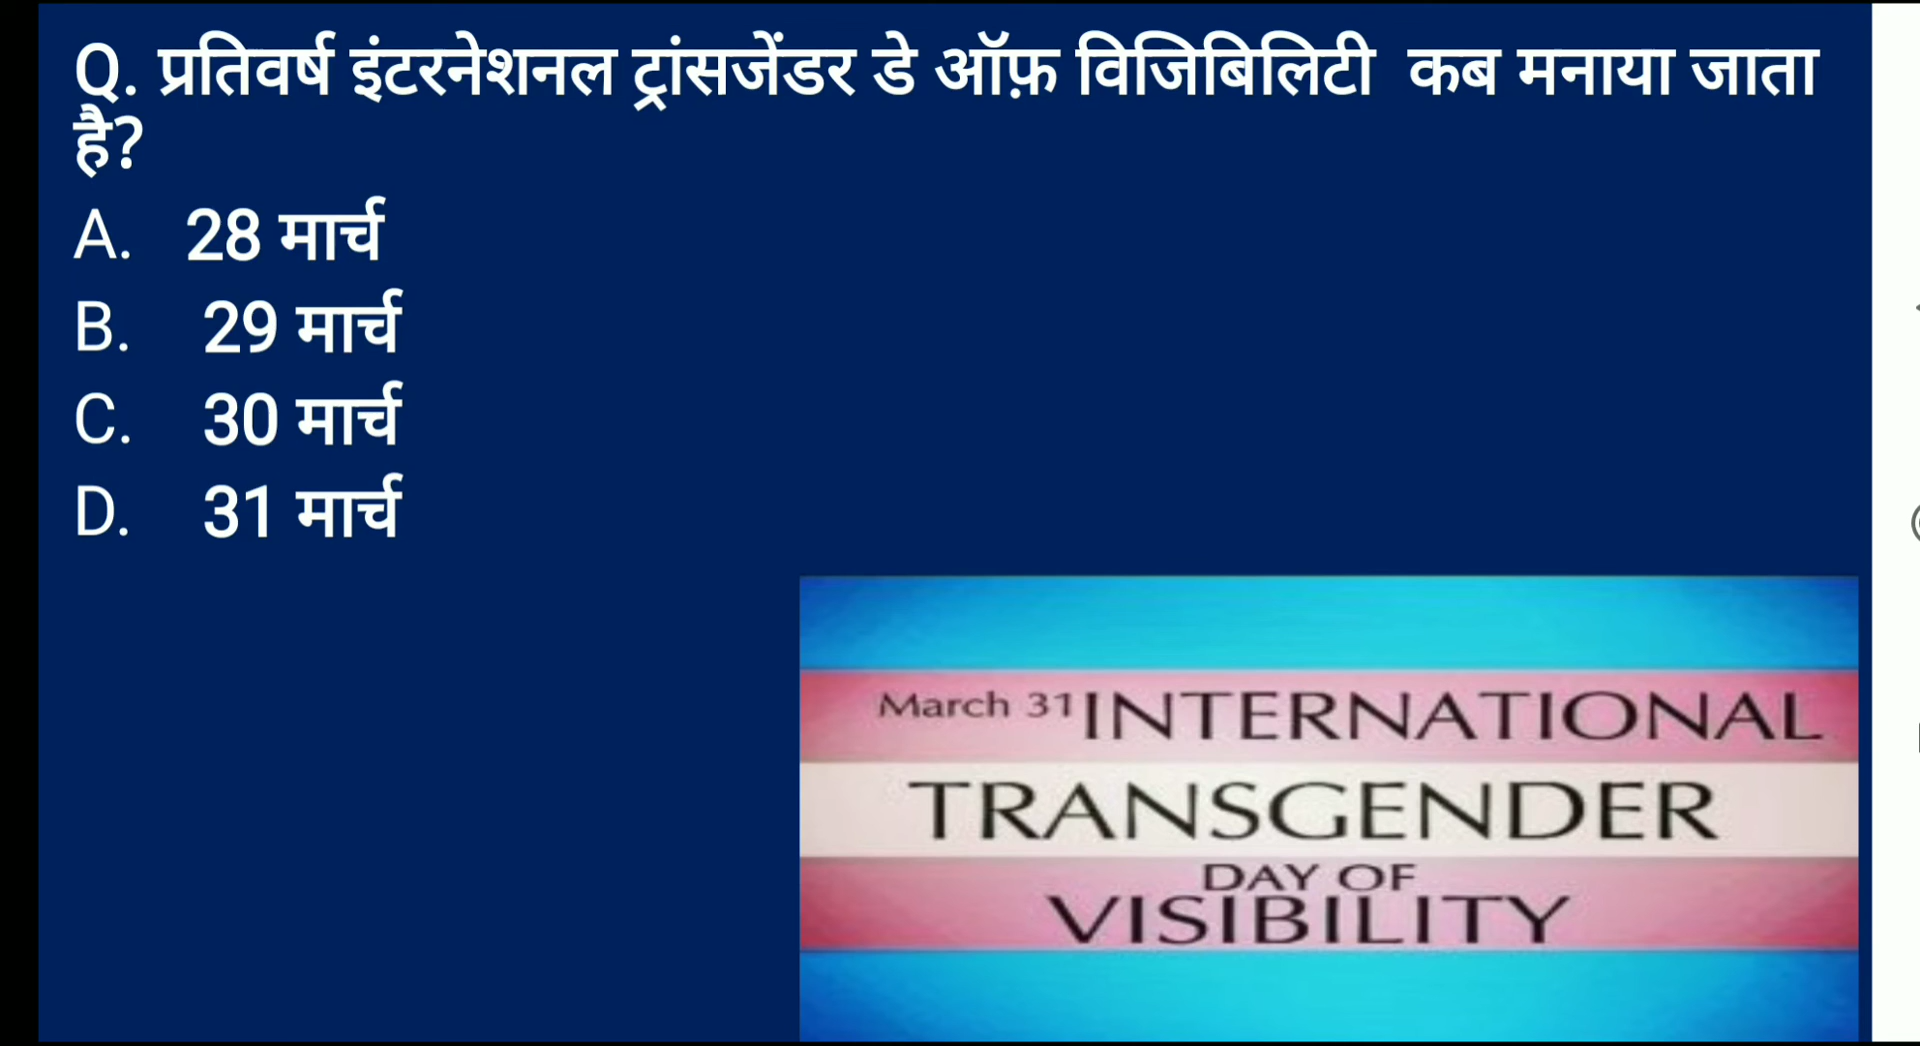 Q. प्रतिवर्ष इंटरनेशनल ट्रांसजेंडर डे ऑफ़ विजिबिलिटी कब मनाया जाता
है?
A. 28 मार्च
B. 29 मार्च
C. 30 मार्च
D. 31 मार्च
March 31 INTERNATIONAL
TRANSGENDER
DAY OF
VISIBILITY